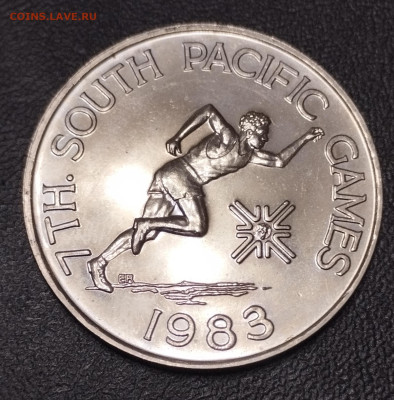 COINS.LAVE.RU
7TH. SOUTH PACIFIC GAMES
1983